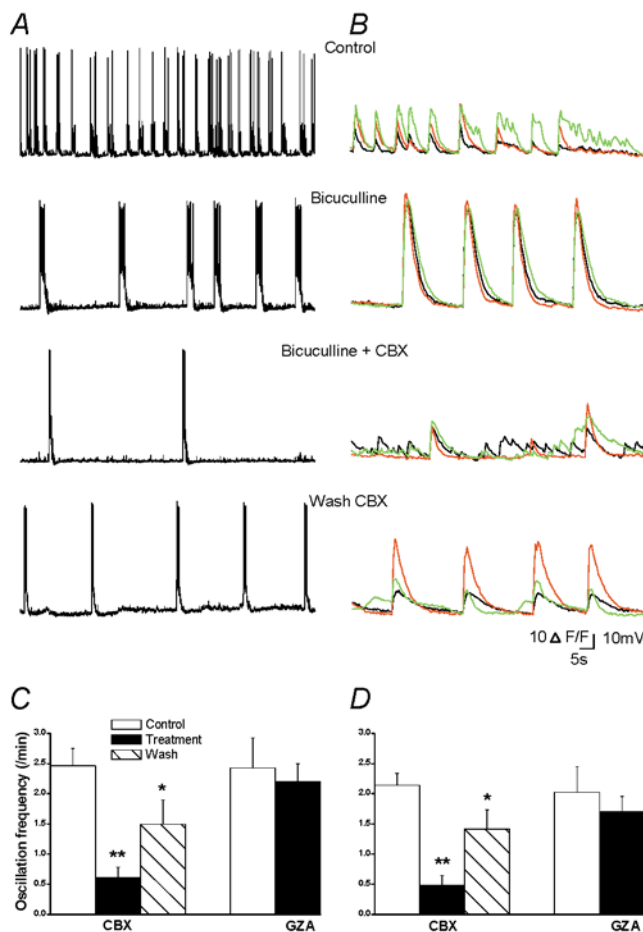 A
B
Control
Bicuculline
Bicuculline + CBX
Wash CBX
10 Δ F/F 10mV
5s
C
D
Control
Treatment
Wash
Oscillation frequency (/min)
3.0
2.5
2.0
1.5
1.0
0.5
0.0
**
*
CBX
GZA
3.0
2.5
2.0
1.5
1.0
0.5
0.0
**
*
CBX
GZA